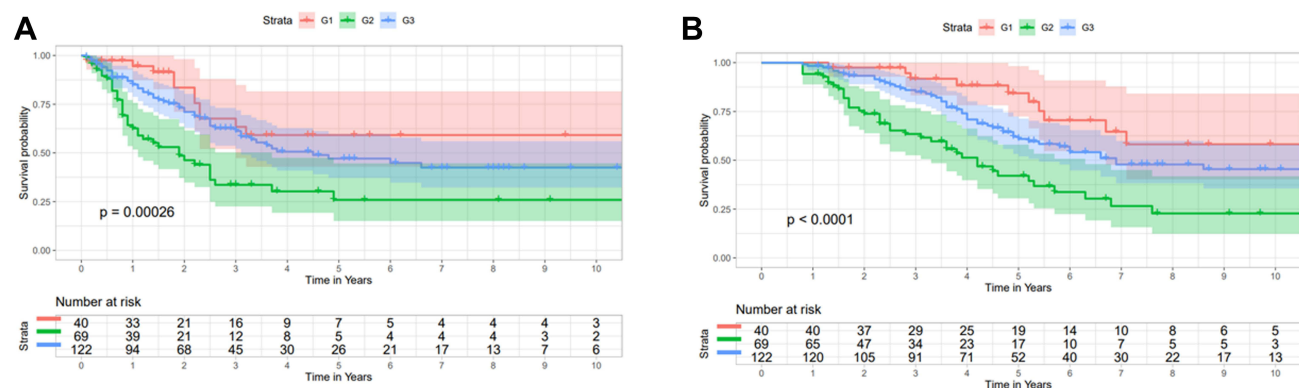 A
Strata G1 G2 G3
Survival probability
1.00
0.75
0.50
0.25
0.00
p = 0.00026
0 1 2 3 4 5 6 7 8 9 10
Time in Years
Number at risk
Strata
40 33 21 16 9 7 5 4 4 4 3
69 39 21 12 8 5 4 4 4 3 2
122 94 68 45 30 26 21 17 13 7 6
0 1 2 3 4 5 6 7 8 9 10
Time in Years
B
Strata G1 G2 G3
Survival probability
1.00
0.75
0.50
0.25
0.00
p < 0.0001
0 1 2 3 4 5 6 7 8 9 10
Time in Years
Number at risk
Strata
40 40 37 29 25 19 14 10 8 6 5
69 65 47 34 23 17 10 7 5 5 3
122 120 105 91 71 52 40 30 22 17 13
0 1 2 3 4 5 6 7 8 9 10
Time in Years